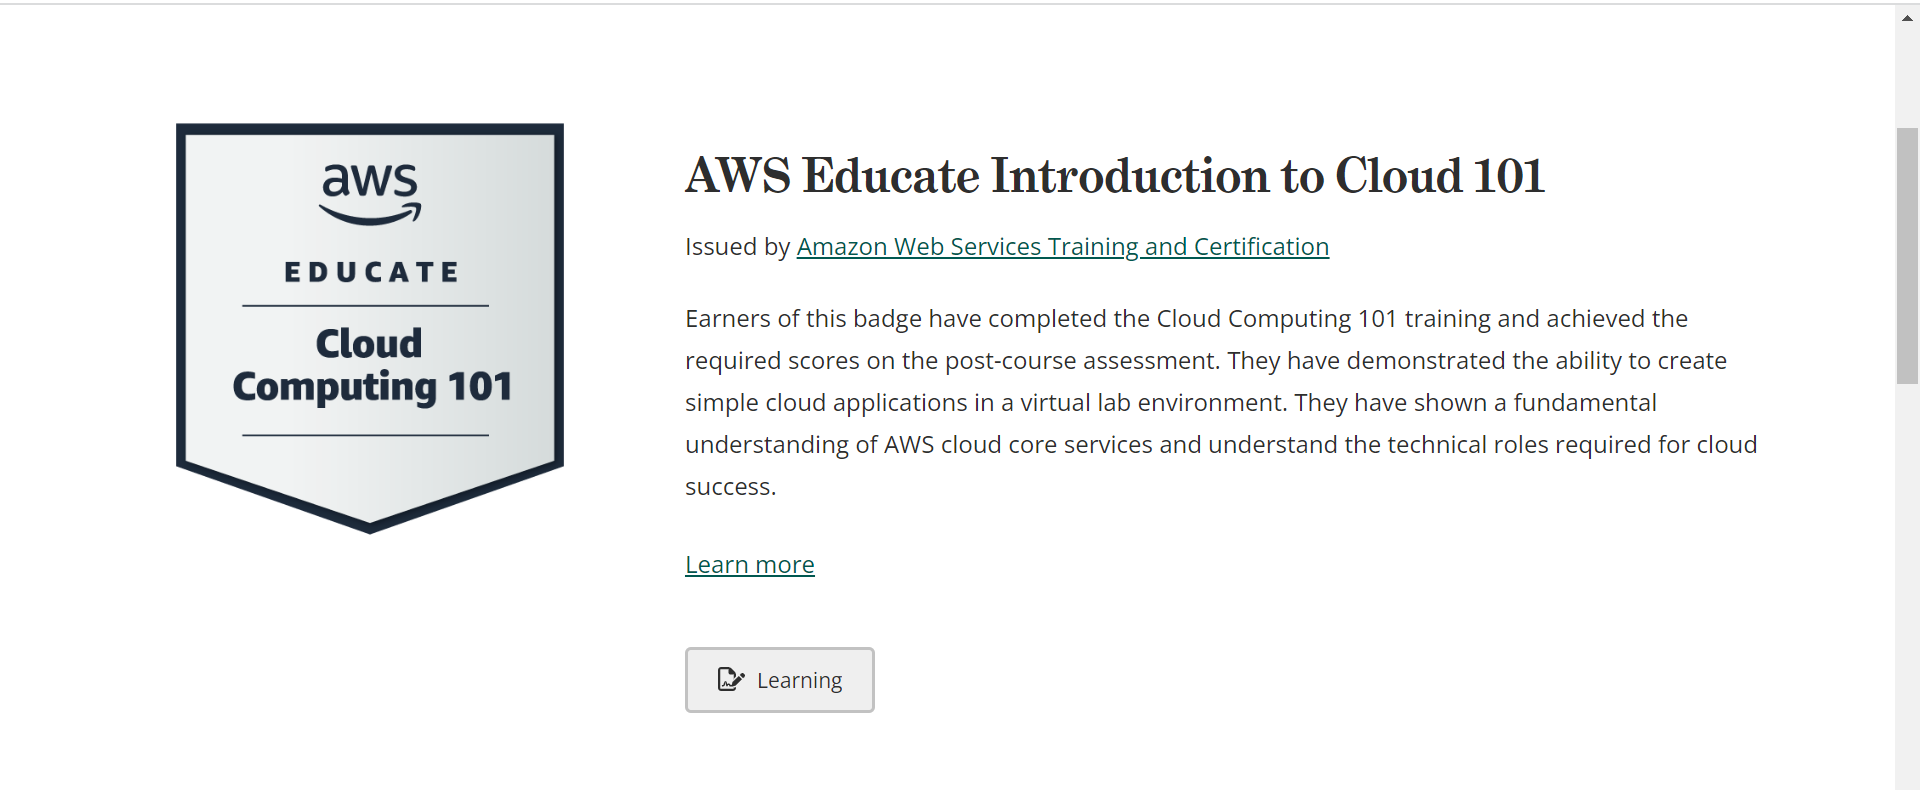 aws
EDUCATE
Cloud
Computing 101
AWS Educate Introduction to Cloud 101
Issued by Amazon Web Services Training and Certification
Earners of this badge have completed the Cloud Computing 101 training and achieved the
required scores on the post-course assessment. They have demonstrated the ability to create
simple cloud applications in a virtual lab environment. They have shown a fundamental
understanding of AWS cloud core services and understand the technical roles required for cloud
success.
Learn more
Learning